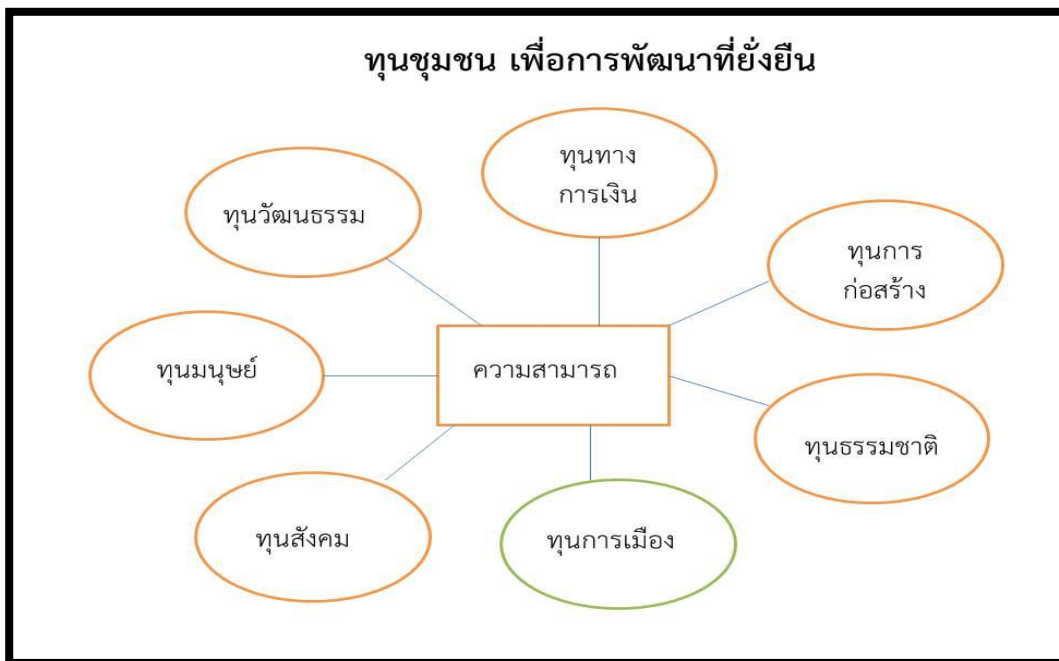 ทุนชุมชน เพื่อการพัฒนาที่ยั่งยืน
ทุนทาง
การเงิน
ทุนวัฒนธรรม
ทุนการ
ก่อสร้าง
ทุนมนุษย์
ความสามารถ
ทุนธรรมชาติ
ทุนสังคม
ทุนการเมือง